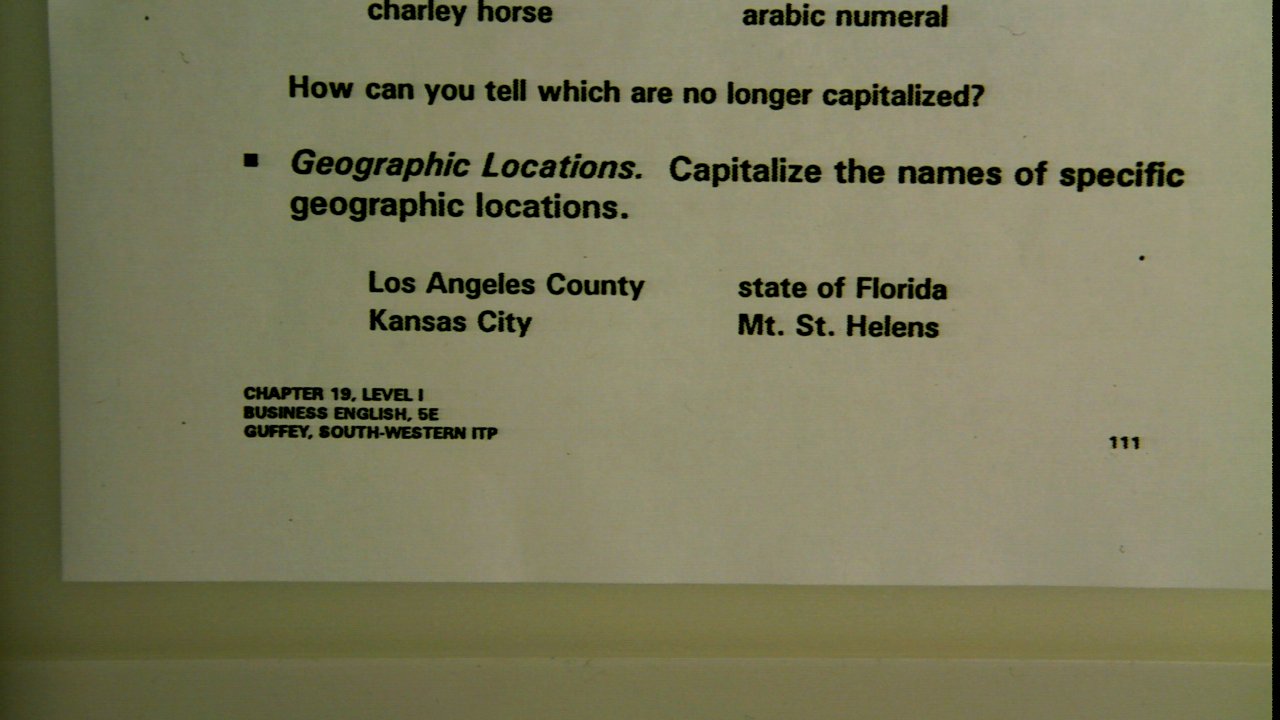 charley horse arabic numeral
How can you tell which are no longer capitalized?
■ Geographic Locations. Capitalize the names of specific
geographic locations.
Los Angeles County state of Florida
Kansas City Mt. St. Helens
CHAPTER 19, LEVEL I
BUSINESS ENGLISH, 5E
GUFFEY, SOUTH-WESTERN ITP
111